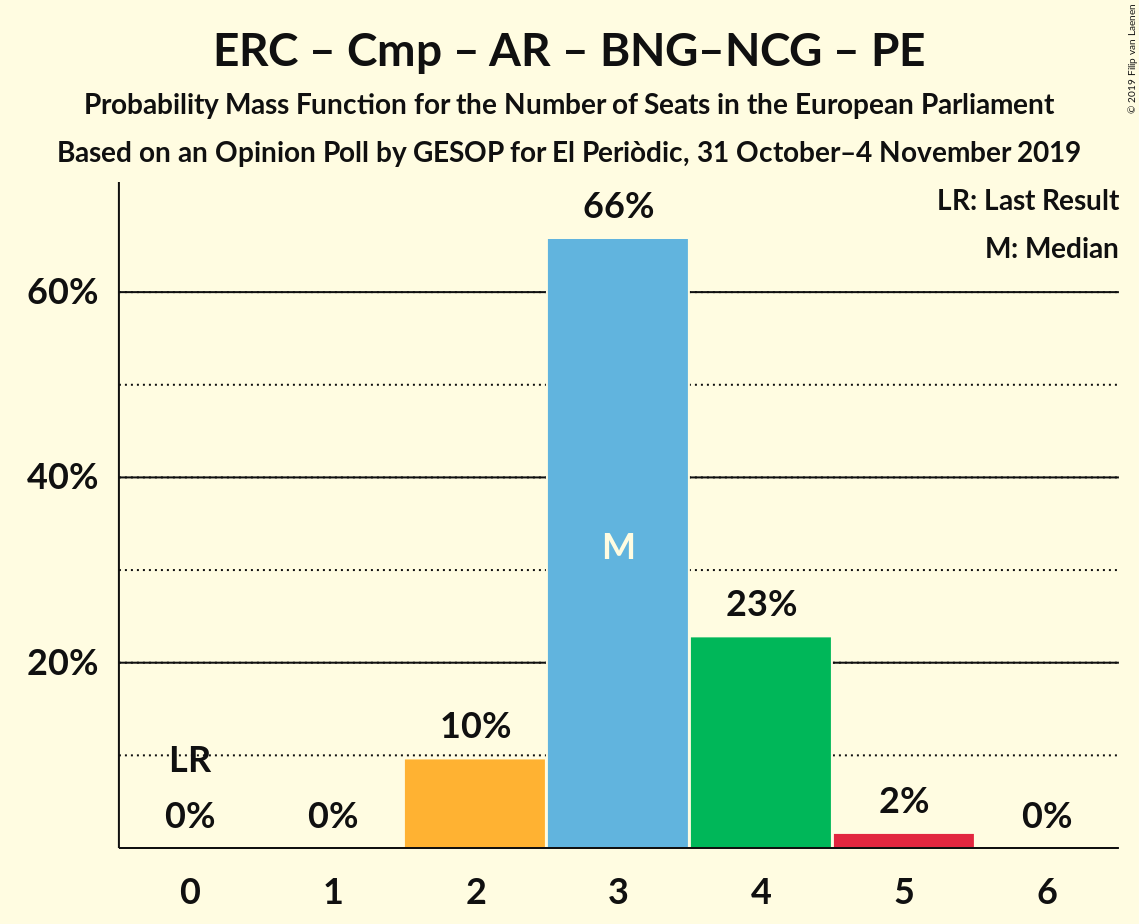 ERC – Cmp – AR – BNG–NCG – PE
Probability Mass Function for the Number of Seats in the European Parliament
Based on an Opinion Poll by GESOP for El Periòdic, 31 October–4 November 2019
© 2019 Filip van Laenen
LR: Last Result
M: Median
66%
60%
40%
M
23%
20%
10%
LR
2%
0%
0%
0%
0 1 2 3 4 5 6